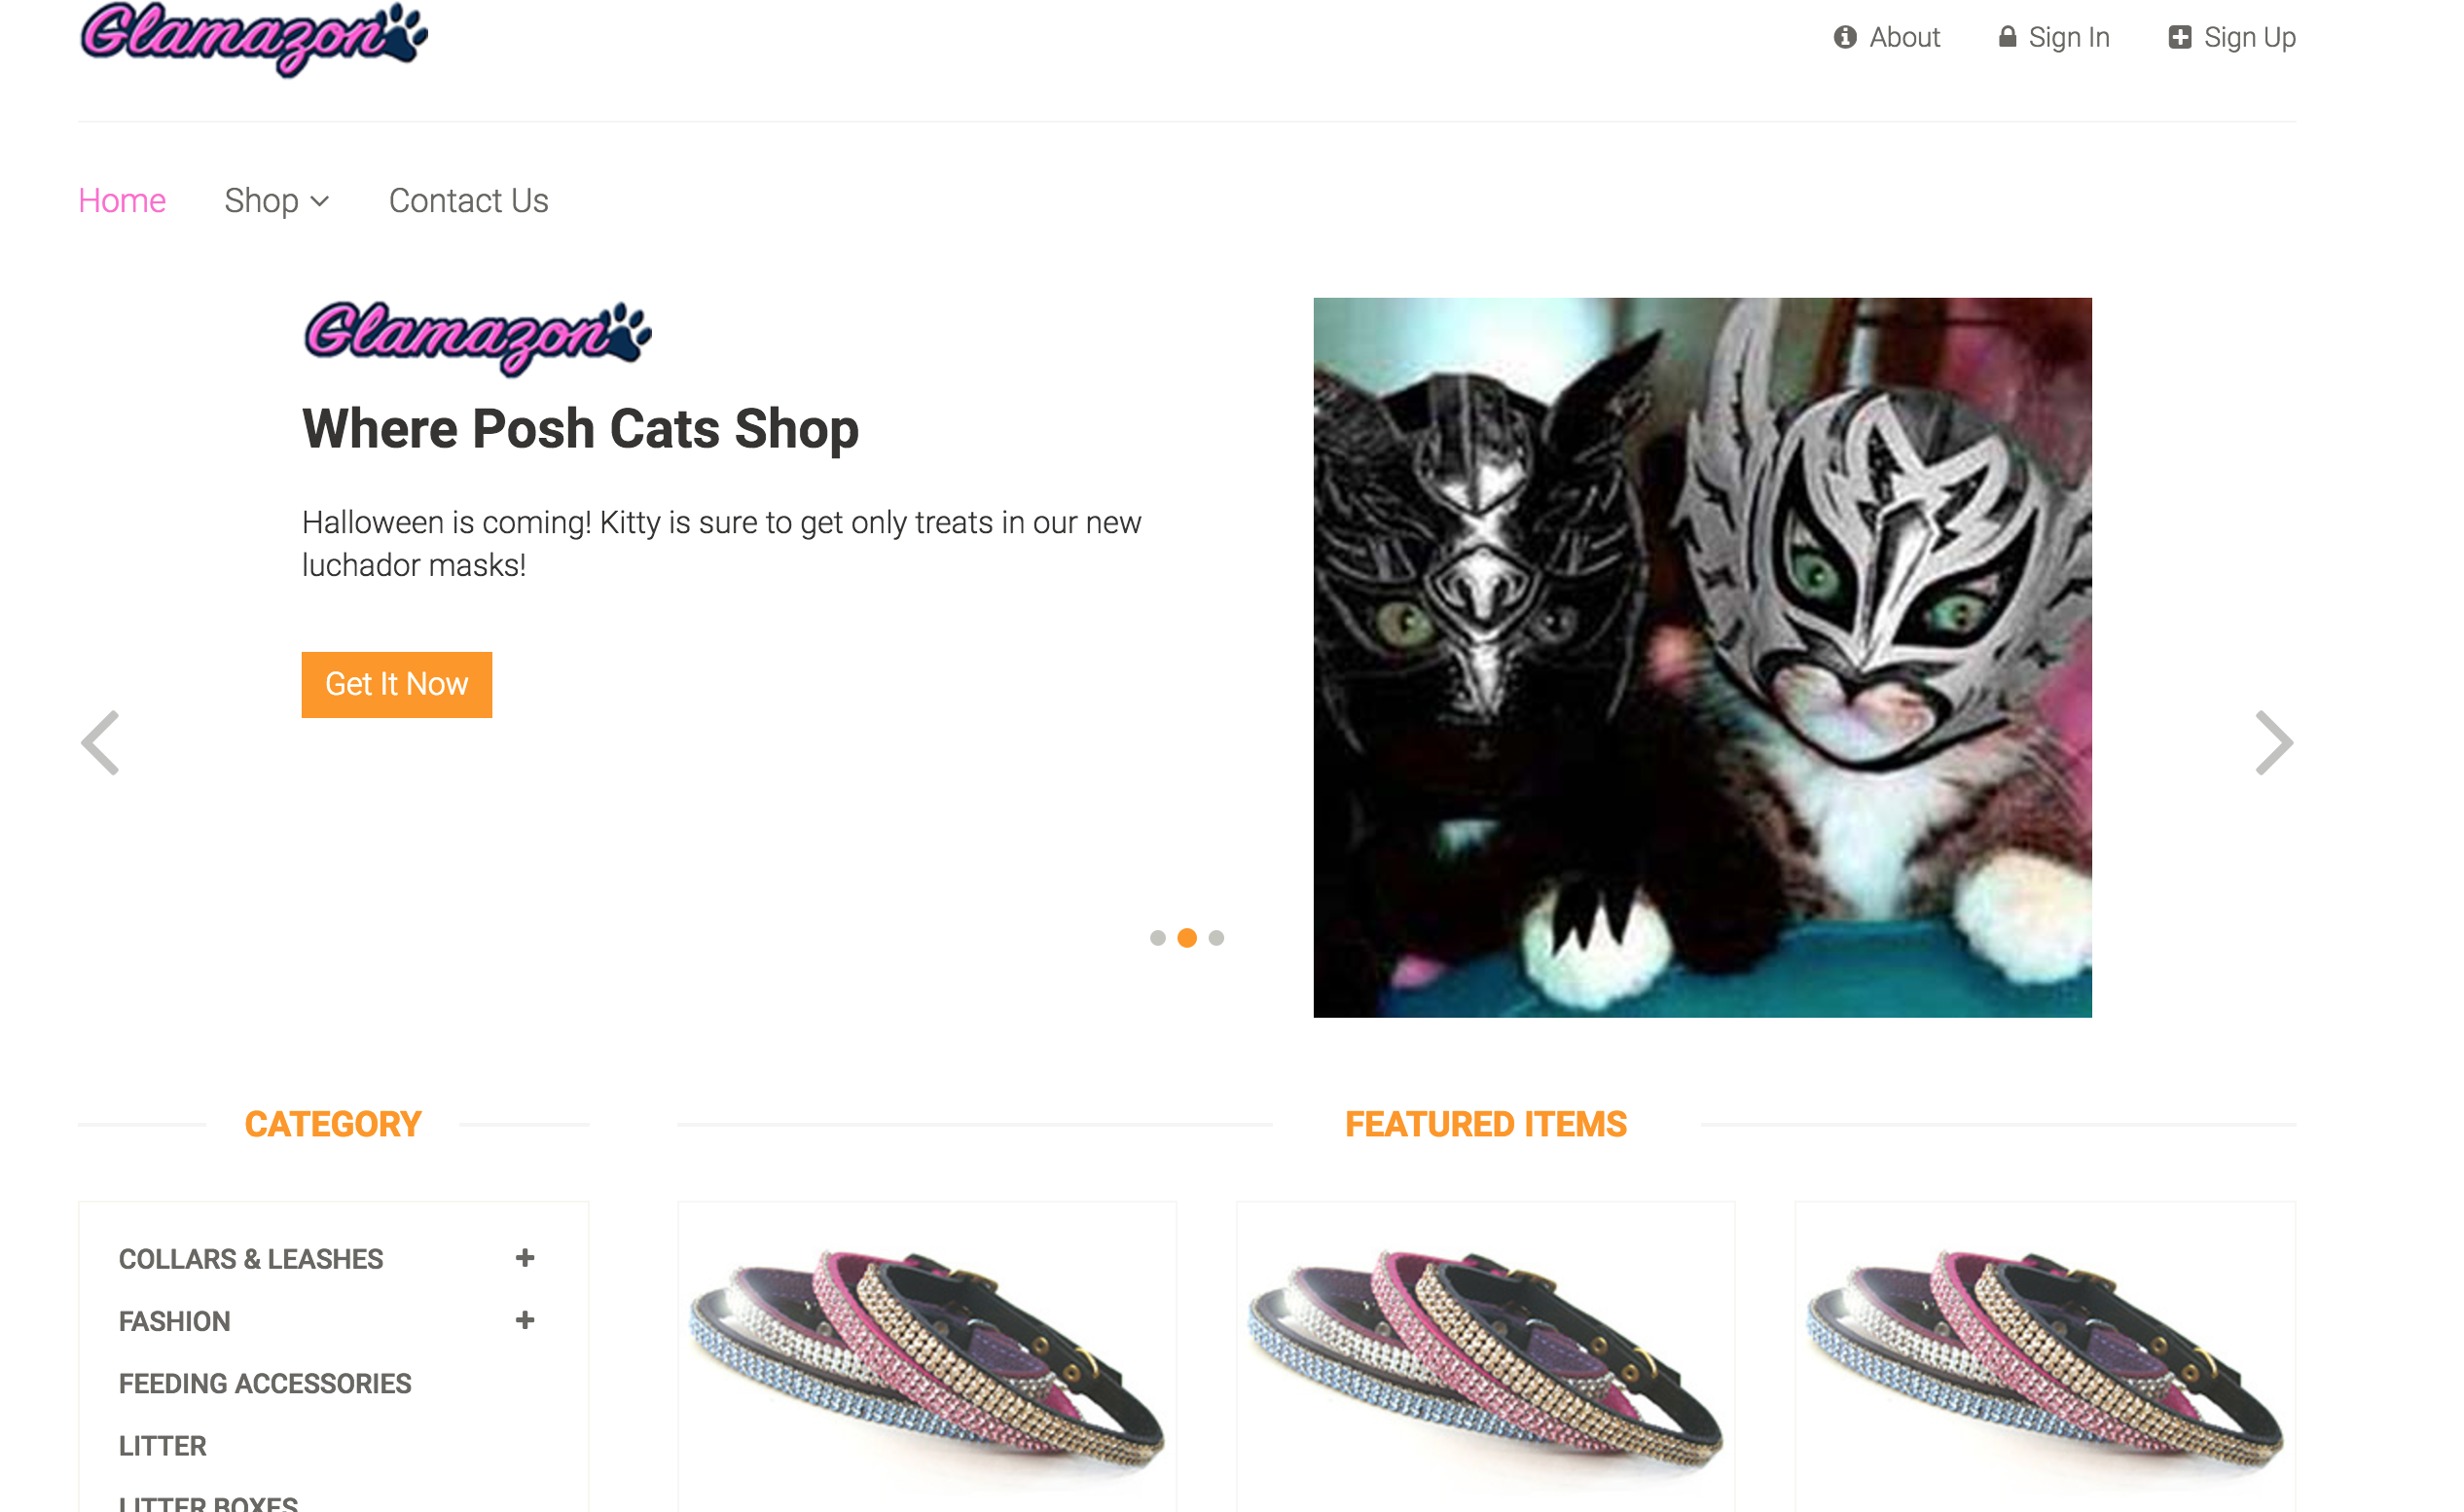 Glamazon
About
Sign In
Sign Up
Home
Shop
Contact Us
Glamazon
Where Posh Cats Shop
Halloween is coming! Kitty is sure to get only treats in our new
luchador masks!
Get It Now
CATEGORY
FEATURED ITEMS
COLLARS & LEASHES
FASHION
FEEDING ACCESSORIES
LITTER
LITTER BOXES